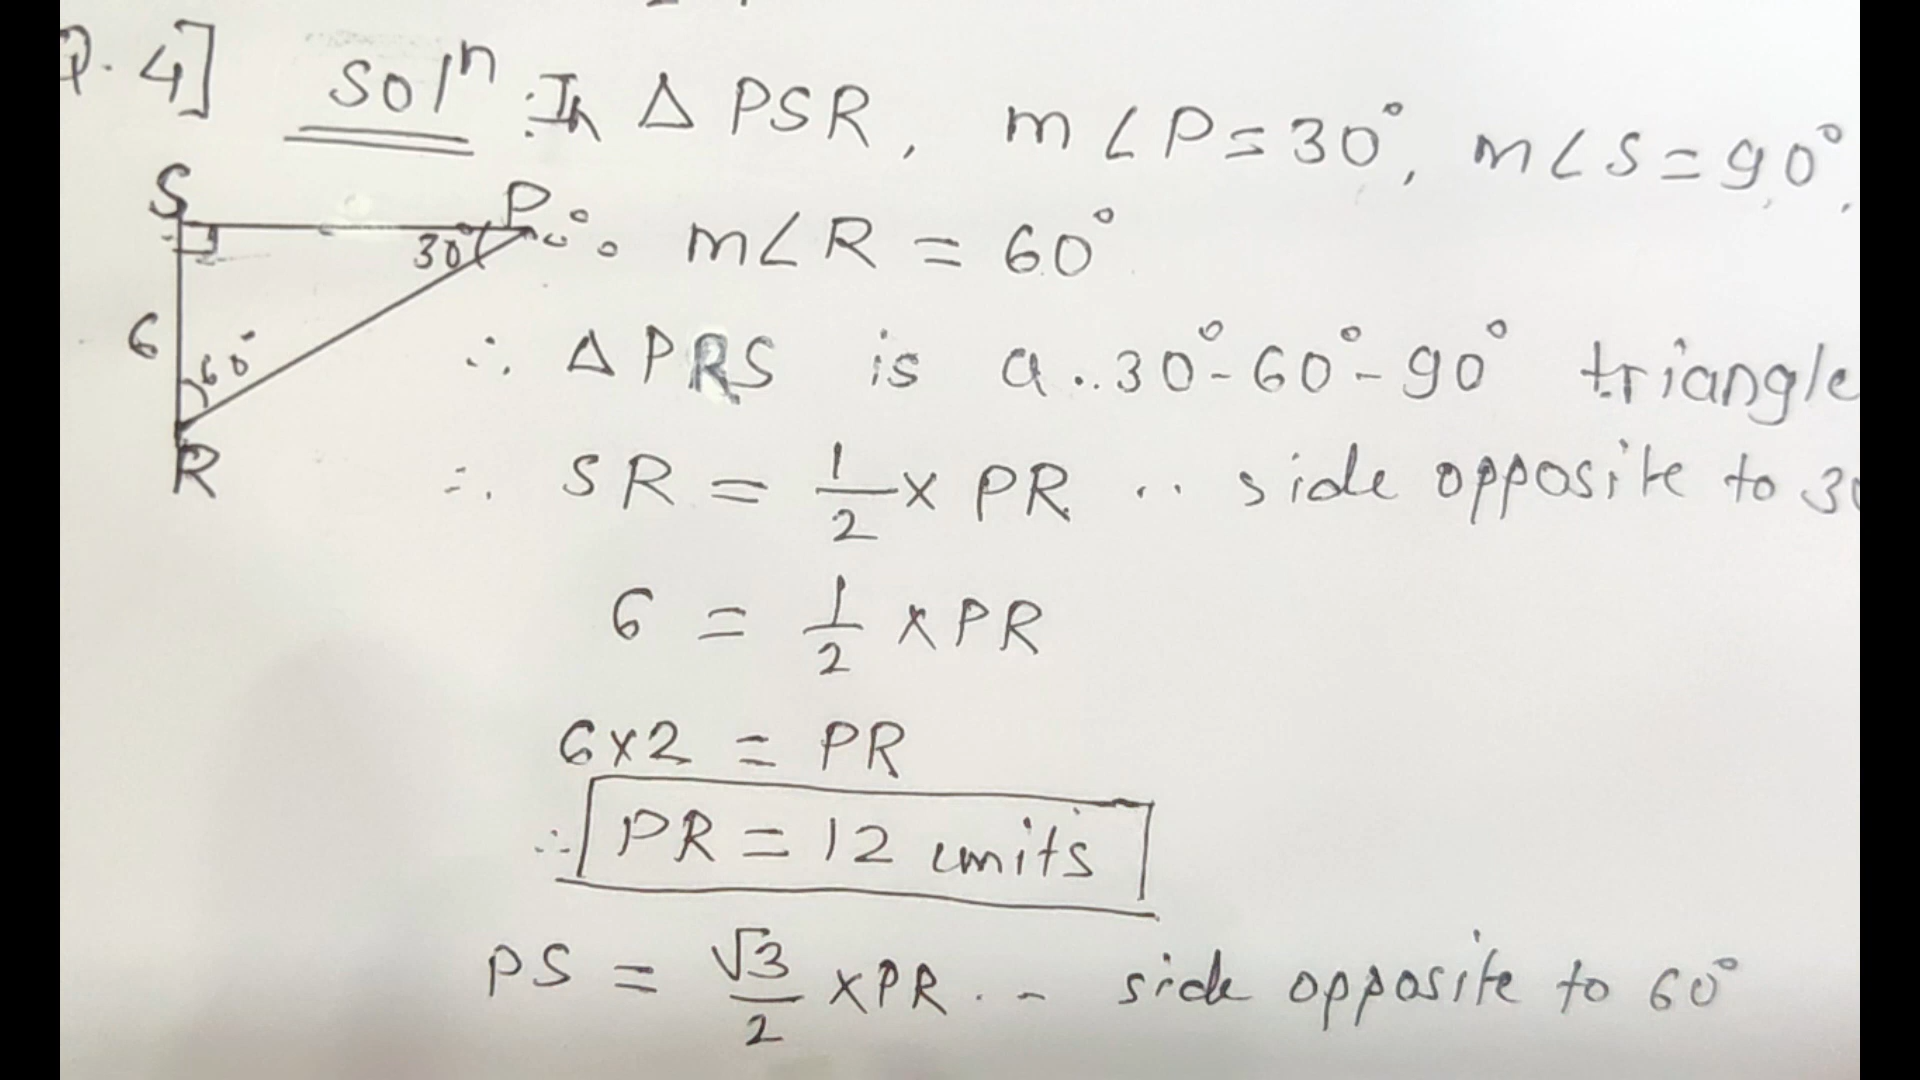 Q. 4] Solⁿ : In Δ PSR, m∠P = 30°, m∠S = 90°,
S
P
30°
∴ m∠R = 60°
6
60°
R
∴ Δ PRS is a .. 30° - 60° - 90° triangle
∴ SR = 1/2 × PR .. side opposite to 30
6 = 1/2 × PR
6×2 = PR
∴ PR = 12 units
PS = √3/2 × PR .. side opposite to 60°